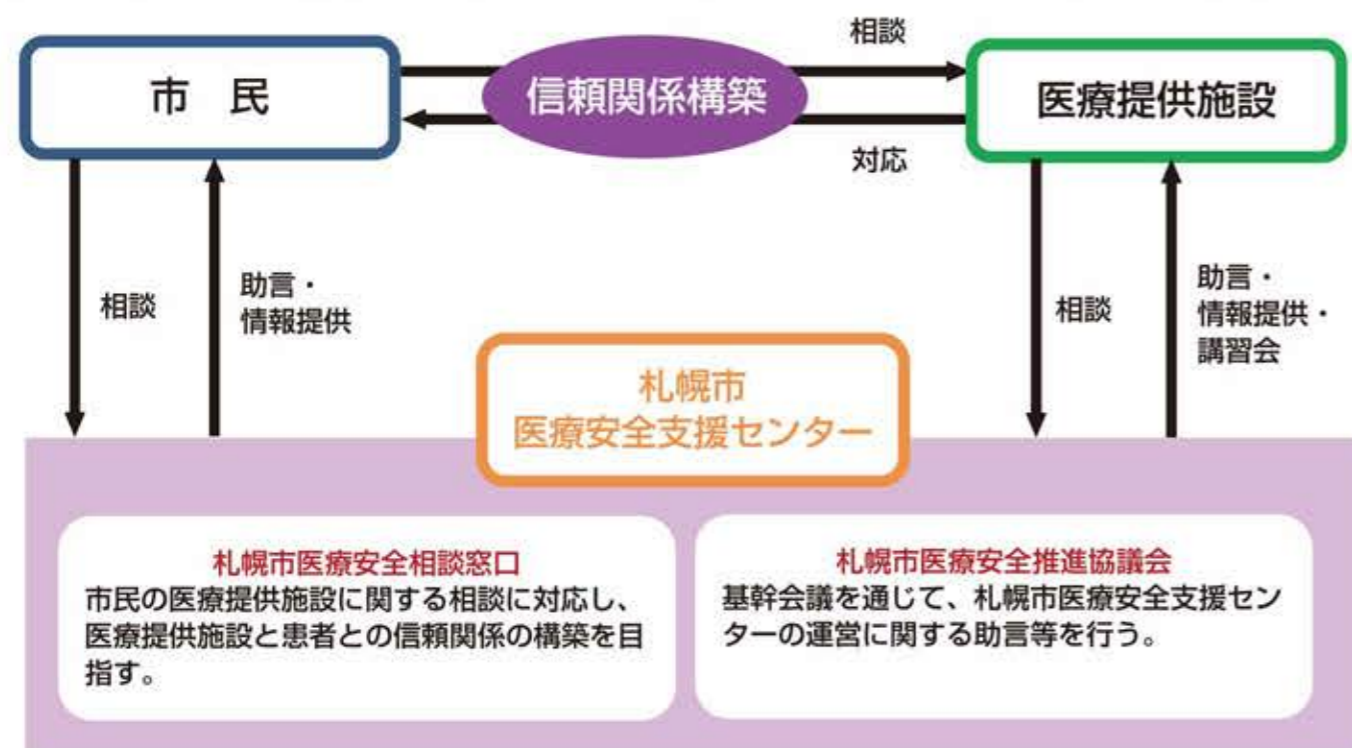 相談
市 民
信頼関係構築
医療提供施設
対応
相談
助言・
情報提供
相談
助言・
情報提供・
講習会
札幌市
医療安全支援センター
札幌市医療安全相談窓口
市民の医療提供施設に関する相談に対応し、
医療提供施設と患者との信頼関係の構築を目
指す。
札幌市医療安全推進協議会
基幹会議を通じて、札幌市医療安全支援セン
ターの運営に関する助言等を行う。